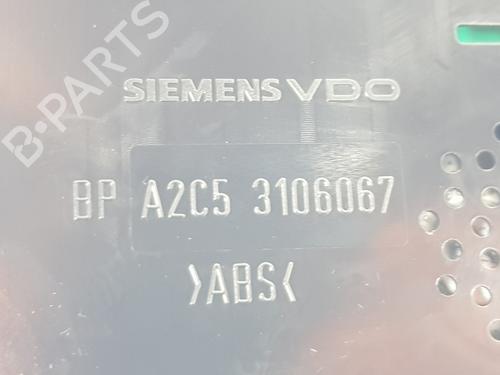 B-PARTS
SIEMENS VDO
BP A2C5 3106067
>ABS<